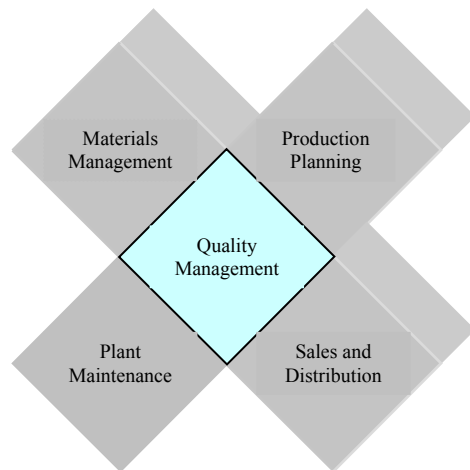 Materials
Management
Production
Planning
Quality
Management
Plant
Maintenance
Sales and
Distribution